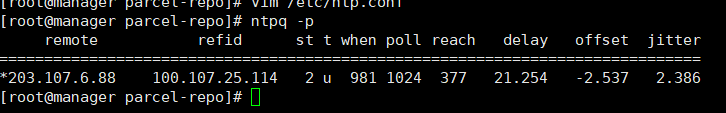 [root@manager parcel-repo]# vim /etc/ntp.conf
[root@manager parcel-repo]# ntpq -p
     remote           refid      st t when poll reach   delay   offset  jitter
==============================================================================
*203.107.6.88    100.107.25.114   2 u  981 1024  377   21.254   -2.537   2.386
[root@manager parcel-repo]#